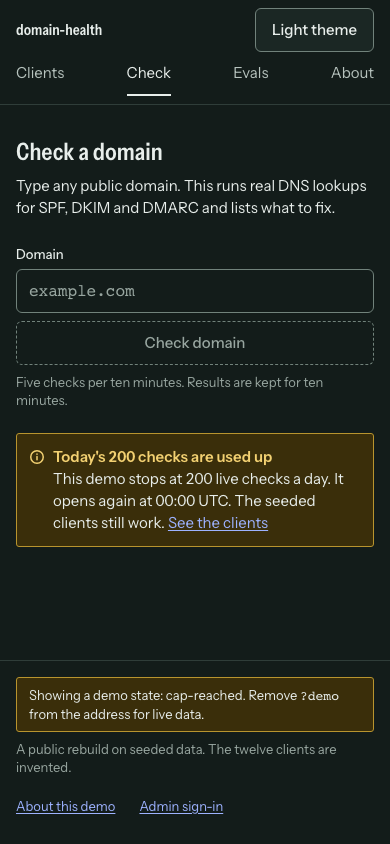 domain-health
Light theme
Clients
Check
Evals
About
Check a domain
Type any public domain. This runs real DNS lookups
for SPF, DKIM and DMARC and lists what to fix.
Domain
example.com
Check domain
Five checks per ten minutes. Results are kept for ten
minutes.
Today's 200 checks are used up
This demo stops at 200 live checks a day. It
opens again at 00:00 UTC. The seeded
clients still work. See the clients
Showing a demo state: cap-reached. Remove ?demo
from the address for live data.
A public rebuild on seeded data. The twelve clients are
invented.
About this demo
Admin sign-in